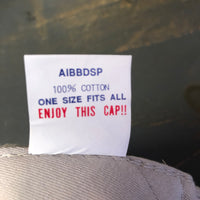 AIBBDSP
100% COTTON
ONE SIZE FITS ALL
ENJOY THIS CAP!!